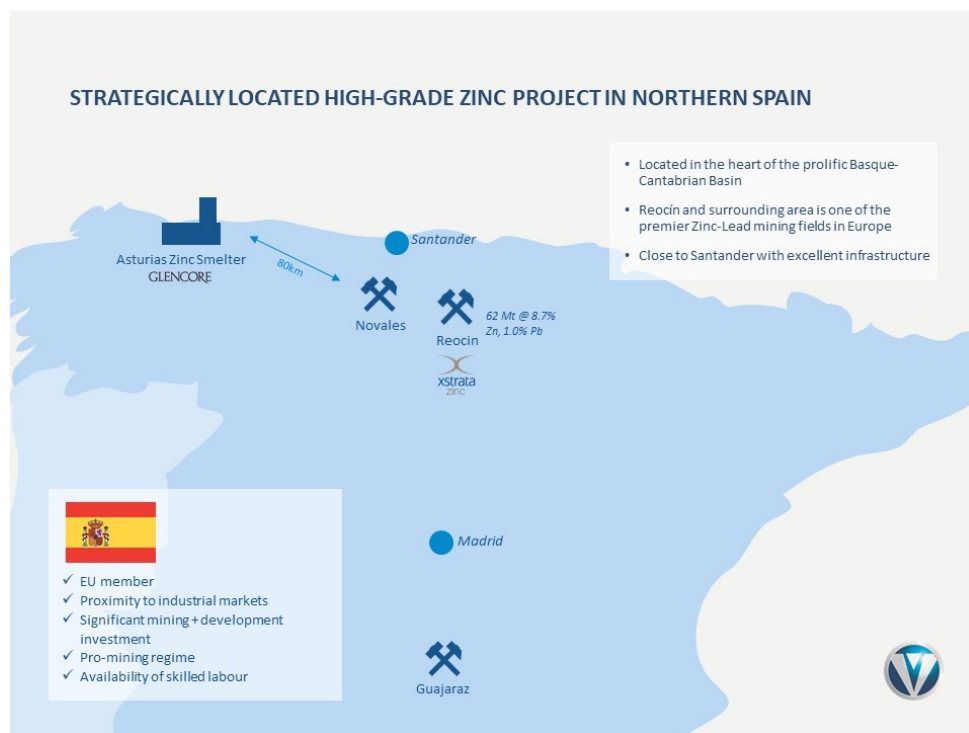 STRATEGICALLY LOCATED HIGH-GRADE ZINC PROJECT IN NORTHERN SPAIN
• Located in the heart of the prolific Basque-
Cantabrian Basin
• Reocín and surrounding area is one of the
premier Zinc-Lead mining fields in Europe
• Close to Santander with excellent infrastructure
Santander
Asturias Zinc Smelter
GLENCORE
80km
Novales
Reocin
62 Mt @ 8.7%
Zn, 1.0% Pb
xstrata
zinc
Madrid
✓ EU member
✓ Proximity to industrial markets
✓ Significant mining + development
investment
✓ Pro-mining regime
✓ Availability of skilled labour
Guajaraz
V